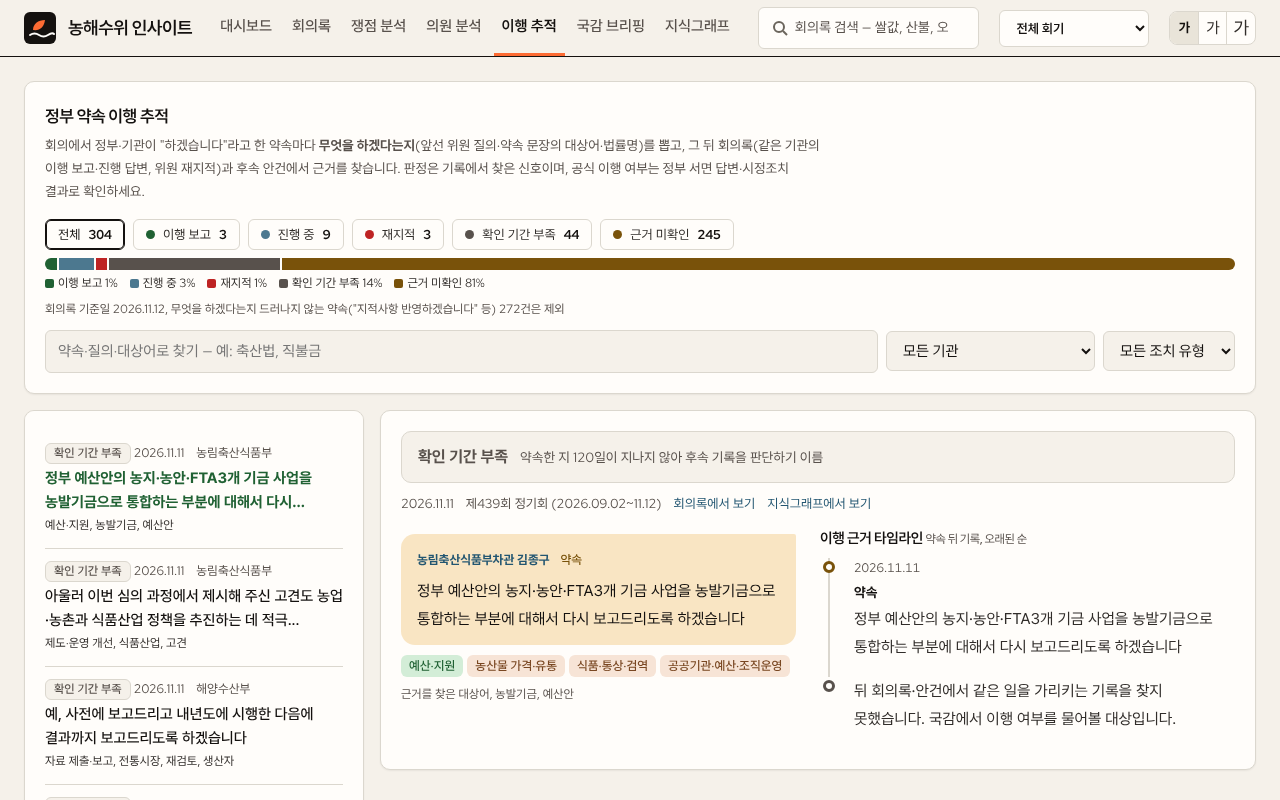 농해수위 인사이트
대시보드 회의록 쟁점 분석 의원 분석 이행 추적 국감 브리핑 지식그래프
회의록 검색 – 쌀값, 산불, 오
전체 회기
가 가 가
정부 약속 이행 추적
회의에서 정부·기관이 "하겠습니다"라고 한 약속마다 무엇을 하겠다는지(앞선 위원 질의·약속 문장의 대상어·법률명)를 뽑고, 그 뒤 회의록(같은 기관의
이행 보고·진행 답변, 위원 재지적)과 후속 안건에서 근거를 찾습니다. 판정은 기록에서 찾은 신호이며, 공식 이행 여부는 정부 서면 답변·시정조치
결과로 확인하세요.
전체 304 이행 보고 3 진행 중 9 재지적 3 확인 기간 부족 44 근거 미확인 245
이행 보고 1% 진행 중 3% 재지적 1% 확인 기간 부족 14% 근거 미확인 81%
회의록 기준일 2026.11.12, 무엇을 하겠다는지 드러나지 않는 약속("지적사항 반영하겠습니다" 등) 272건은 제외
약속·질의·대상어로 찾기 – 예: 축산법, 직불금
모든 기관
모든 조치 유형
확인 기간 부족 2026.11.11 농림축산식품부
정부 예산안의 농지·농안·FTA3개 기금 사업을
농발기금으로 통합하는 부분에 대해서 다시…
예산·지원, 농발기금, 예산안
확인 기간 부족 2026.11.11 농림축산식품부
아울러 이번 심의 과정에서 제시해 주신 고견도 농업
·농촌과 식품산업 정책을 추진하는 데 적극…
제도·운영 개선, 식품산업, 고견
확인 기간 부족 2026.11.11 해양수산부
예, 사전에 보고드리고 내년도에 시행한 다음에
결과까지 보고드리도록 하겠습니다
자료 제출·보고, 전통시장, 재검토, 생산자
확인 기간 부족 약속한 지 120일이 지나지 않아 후속 기록을 판단하기 이름
2026.11.11 제439회 정기회 (2026.09.02~11.12) 회의록에서 보기 지식그래프에서 보기
농림축산식품부차관 김종구 약속
정부 예산안의 농지·농안·FTA3개 기금 사업을 농발기금으로
통합하는 부분에 대해서 다시 보고드리도록 하겠습니다
예산·지원 농산물 가격·유통 식품·통상·검역 공공기관·예산·조직운영
근거를 찾은 대상어, 농발기금, 예산안
이행 근거 타임라인 약속 뒤 기록, 오래된 순
2026.11.11
약속
정부 예산안의 농지·농안·FTA3개 기금 사업을 농발기금으로
통합하는 부분에 대해서 다시 보고드리도록 하겠습니다
뒤 회의록·안건에서 같은 일을 가리키는 기록을 찾지
못했습니다. 국감에서 이행 여부를 물어볼 대상입니다.